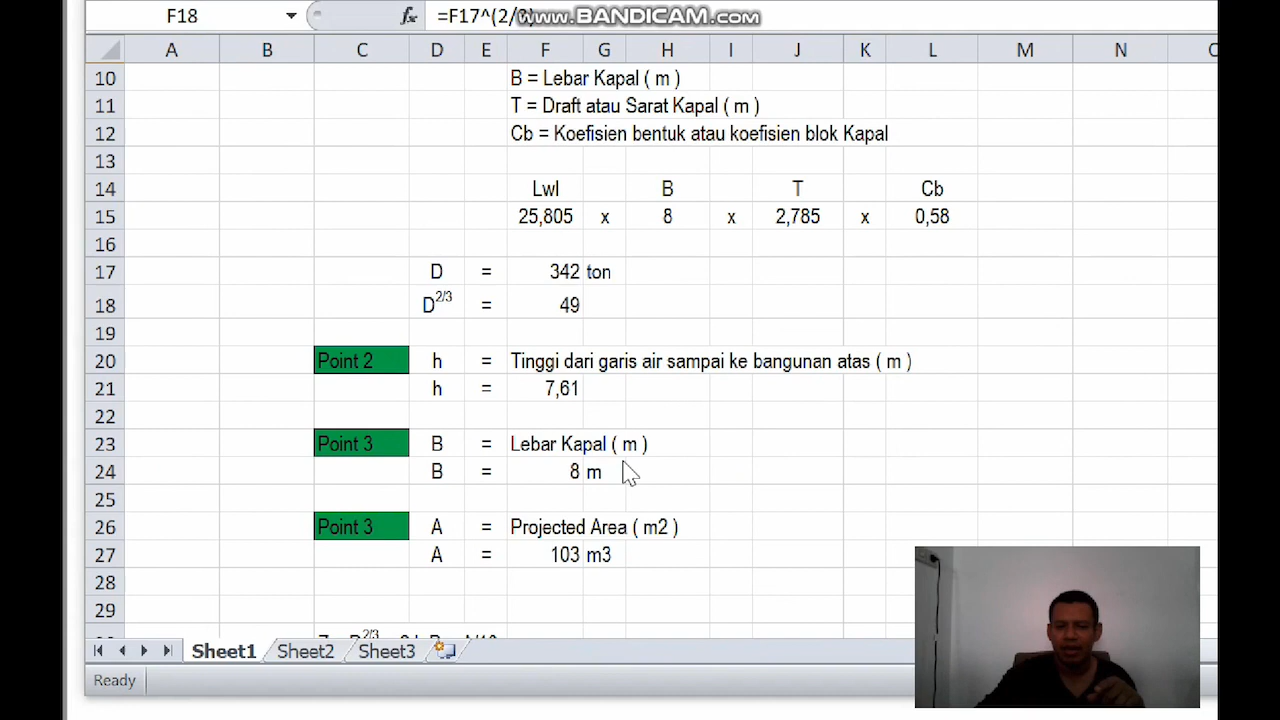 F18 fx =F17^(2/3)
www.BANDICAM.com
A B C D E F G H I J K L M N
10 B = Lebar Kapal ( m )
11 T = Draft atau Sarat Kapal ( m )
12 Cb = Koefisien bentuk atau koefisien blok Kapal
13
14 Lwl B T Cb
15 25,805 x 8 x 2,785 x 0,58
16
17 D = 342 ton
18 D2/3 = 49
19
20 Point 2 h = Tinggi dari garis air sampai ke bangunan atas ( m )
21 h = 7,61
22
23 Point 3 B = Lebar Kapal ( m )
24 B = 8 m
25
26 Point 3 A = Projected Area ( m2 )
27 A = 103 m3
28
29
Sheet1 Sheet2 Sheet3
Ready